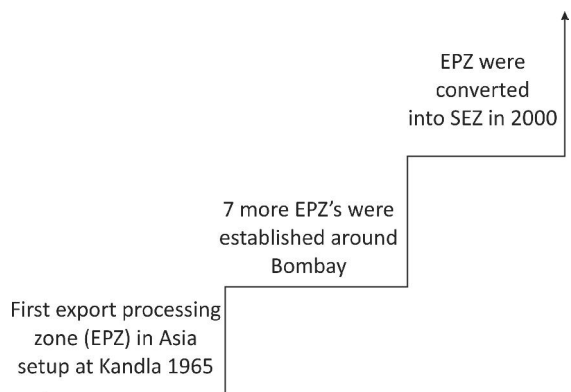 EPZ were
converted
into SEZ in 2000
7 more EPZ’s were
established around
Bombay
First export processing
zone (EPZ) in Asia
setup at Kandla 1965